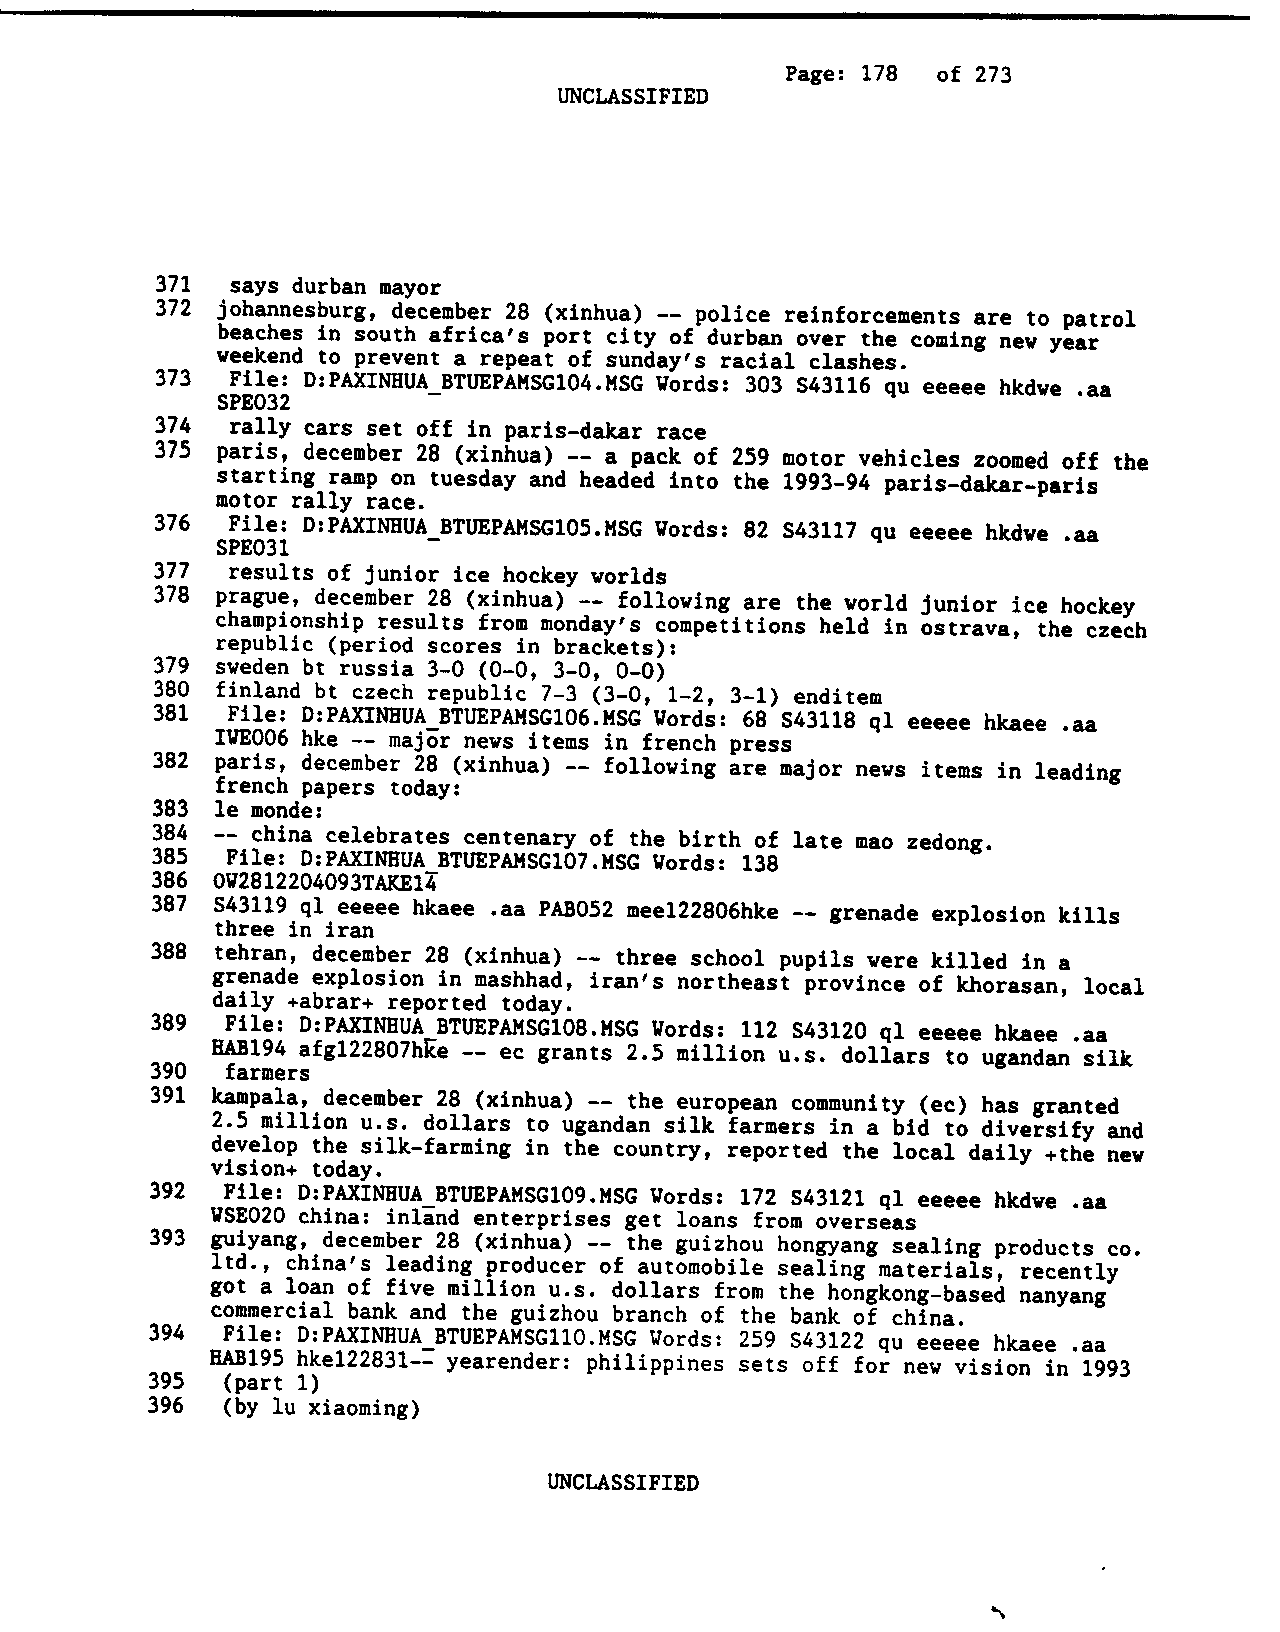 Page: 178 of 273
UNCLASSIFIED
371 says durban mayor
372 johannesburg, december 28 (xinhua) -- police reinforcements are to patrol
beaches in south africa's port city of durban over the coming new year
weekend to prevent a repeat of sunday's racial clashes.
373 File: D:PAXINHUA_BTUEPAMSG104.MSG Words: 303 S43116 qu eeeee hkdwe .aa
SPE032
374 rally cars set off in paris-dakar race
375 paris, december 28 (xinhua) -- a pack of 259 motor vehicles zoomed off the
starting ramp on tuesday and headed into the 1993-94 paris-dakar-paris
motor rally race.
376 File: D:PAXINHUA_BTUEPAMSG105.MSG Words: 82 S43117 qu eeeee hkdwe .aa
SPE031
377 results of junior ice hockey worlds
378 prague, december 28 (xinhua) -- following are the world junior ice hockey
championship results from monday's competitions held in ostrava, the czech
republic (period scores in brackets):
379 sweden bt russia 3-0 (0-0, 3-0, 0-0)
380 finland bt czech republic 7-3 (3-0, 1-2, 3-1) enditem
381 File: D:PAXINHUA_BTUEPAMSG106.MSG Words: 68 S43118 ql eeeee hkaee .aa
IWE006 hke -- major news items in french press
382 paris, december 28 (xinhua) -- following are major news items in leading
french papers today:
383 le monde:
384 -- china celebrates centenary of the birth of late mao zedong.
385 File: D:PAXINHUA_BTUEPAMSG107.MSG Words: 138
386 OW2812204093TAKE14
387 S43119 ql eeeee hkaee .aa PAB052 mee122806hke -- grenade explosion kills
three in iran
388 tehran, december 28 (xinhua) -- three school pupils were killed in a
grenade explosion in mashhad, iran's northeast province of khorasan, local
daily +abrar+ reported today.
389 File: D:PAXINHUA_BTUEPAMSG108.MSG Words: 112 S43120 ql eeeee hkaee .aa
HAB194 afg122807hke -- ec grants 2.5 million u.s. dollars to ugandan silk
390 farmers
391 kampala, december 28 (xinhua) -- the european community (ec) has granted
2.5 million u.s. dollars to ugandan silk farmers in a bid to diversify and
develop the silk-farming in the country, reported the local daily +the new
vision+ today.
392 File: D:PAXINHUA_BTUEPAMSG109.MSG Words: 172 S43121 ql eeeee hkdwe .aa
WSE020 china: inland enterprises get loans from overseas
393 guiyang, december 28 (xinhua) -- the guizhou hongyang sealing products co.
ltd., china's leading producer of automobile sealing materials, recently
got a loan of five million u.s. dollars from the hongkong-based nanyang
commercial bank and the guizhou branch of the bank of china.
394 File: D:PAXINHUA_BTUEPAMSG110.MSG Words: 259 S43122 qu eeeee hkaee .aa
HAB195 hke122831-- yearender: philippines sets off for new vision in 1993
395 (part 1)
396 (by lu xiaoming)
UNCLASSIFIED